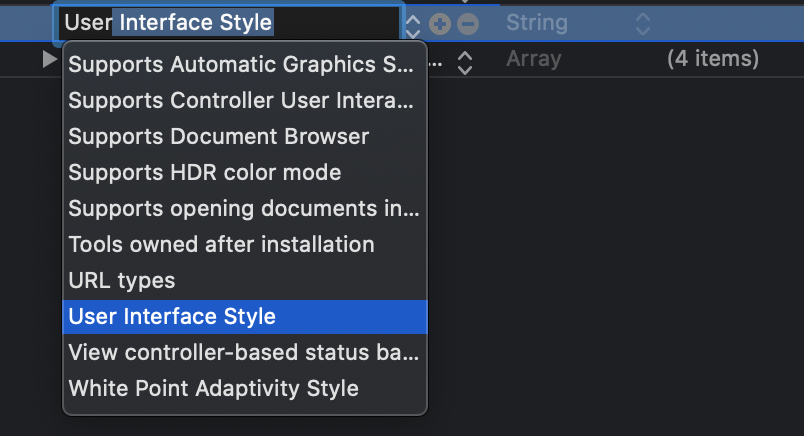 User Interface Style String
... Array (4 items)
Supports Automatic Graphics S...
Supports Controller User Intera...
Supports Document Browser
Supports HDR color mode
Supports opening documents in...
Tools owned after installation
URL types
User Interface Style
View controller-based status ba...
White Point Adaptivity Style